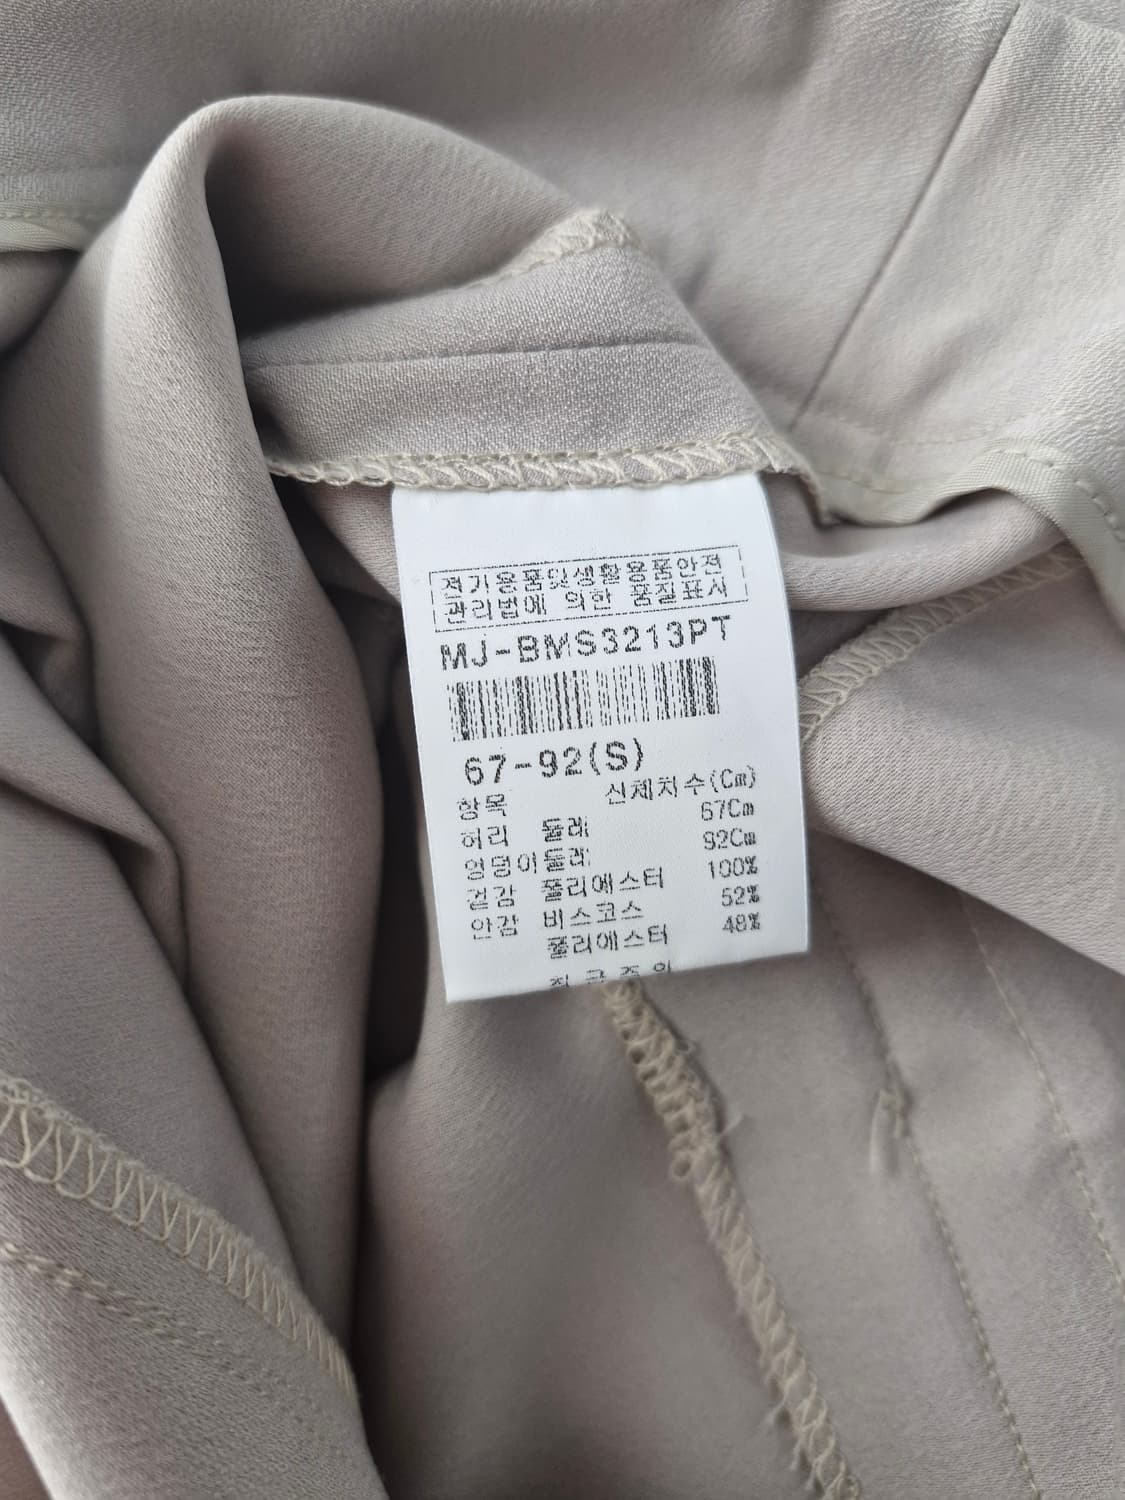 전기용품및생활용품안전
관리법에 의한 품질표시
MJ-BMS3213PT
67-92(S)
항목 신체치수(Cm)
허리 둘레 67Cm
엉덩이둘레 92Cm
겉감 폴리에스터 100%
안감 비스코스 52%
폴리에스터 48%